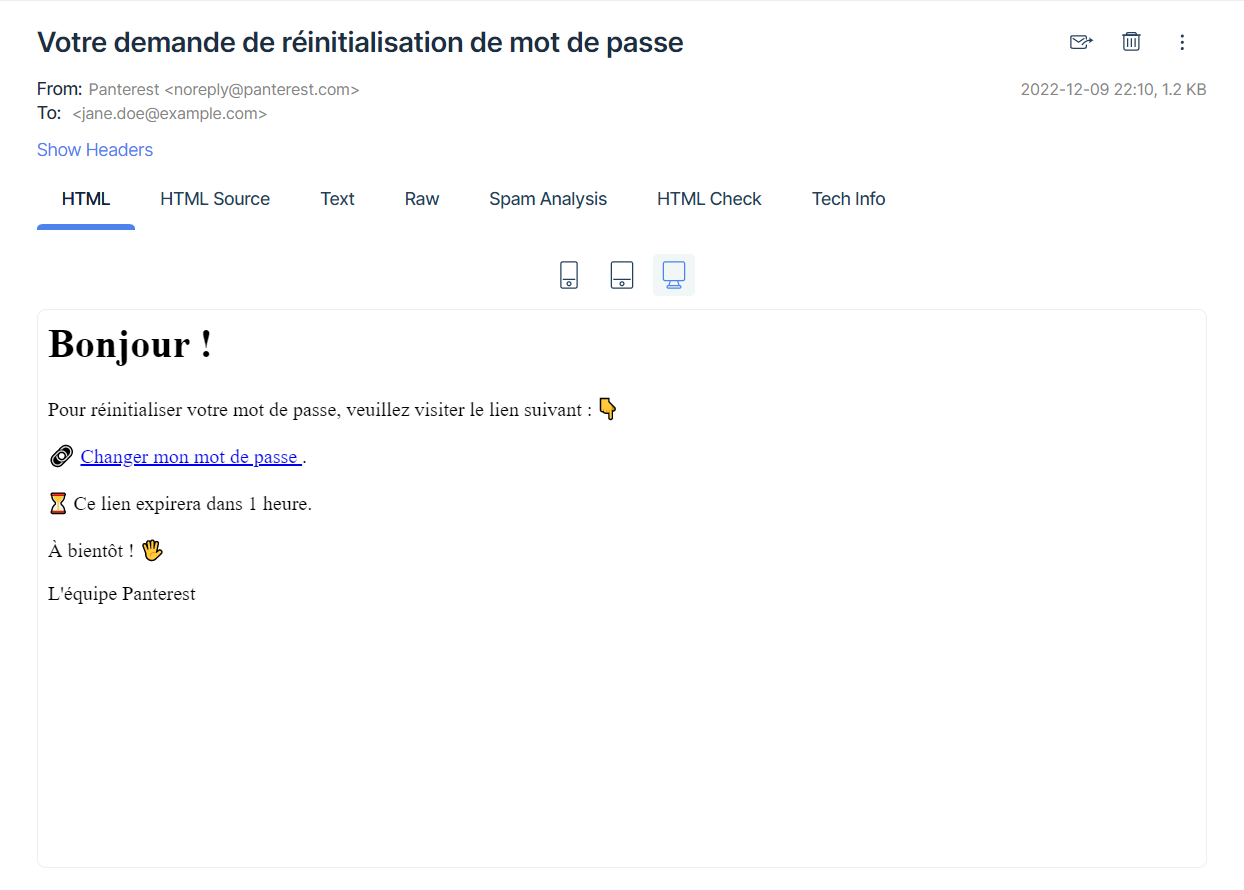 Votre demande de réinitialisation de mot de passe
From: Panterest <noreply@panterest.com>
2022-12-09 22:10, 1.2 KB
To: <jane.doe@example.com>
Show Headers
HTML HTML Source Text Raw Spam Analysis HTML Check Tech Info
Bonjour !
Pour réinitialiser votre mot de passe, veuillez visiter le lien suivant : 👇
🔗 Changer mon mot de passe .
⏳ Ce lien expirera dans 1 heure.
À bientôt ! 👋
L'équipe Panterest